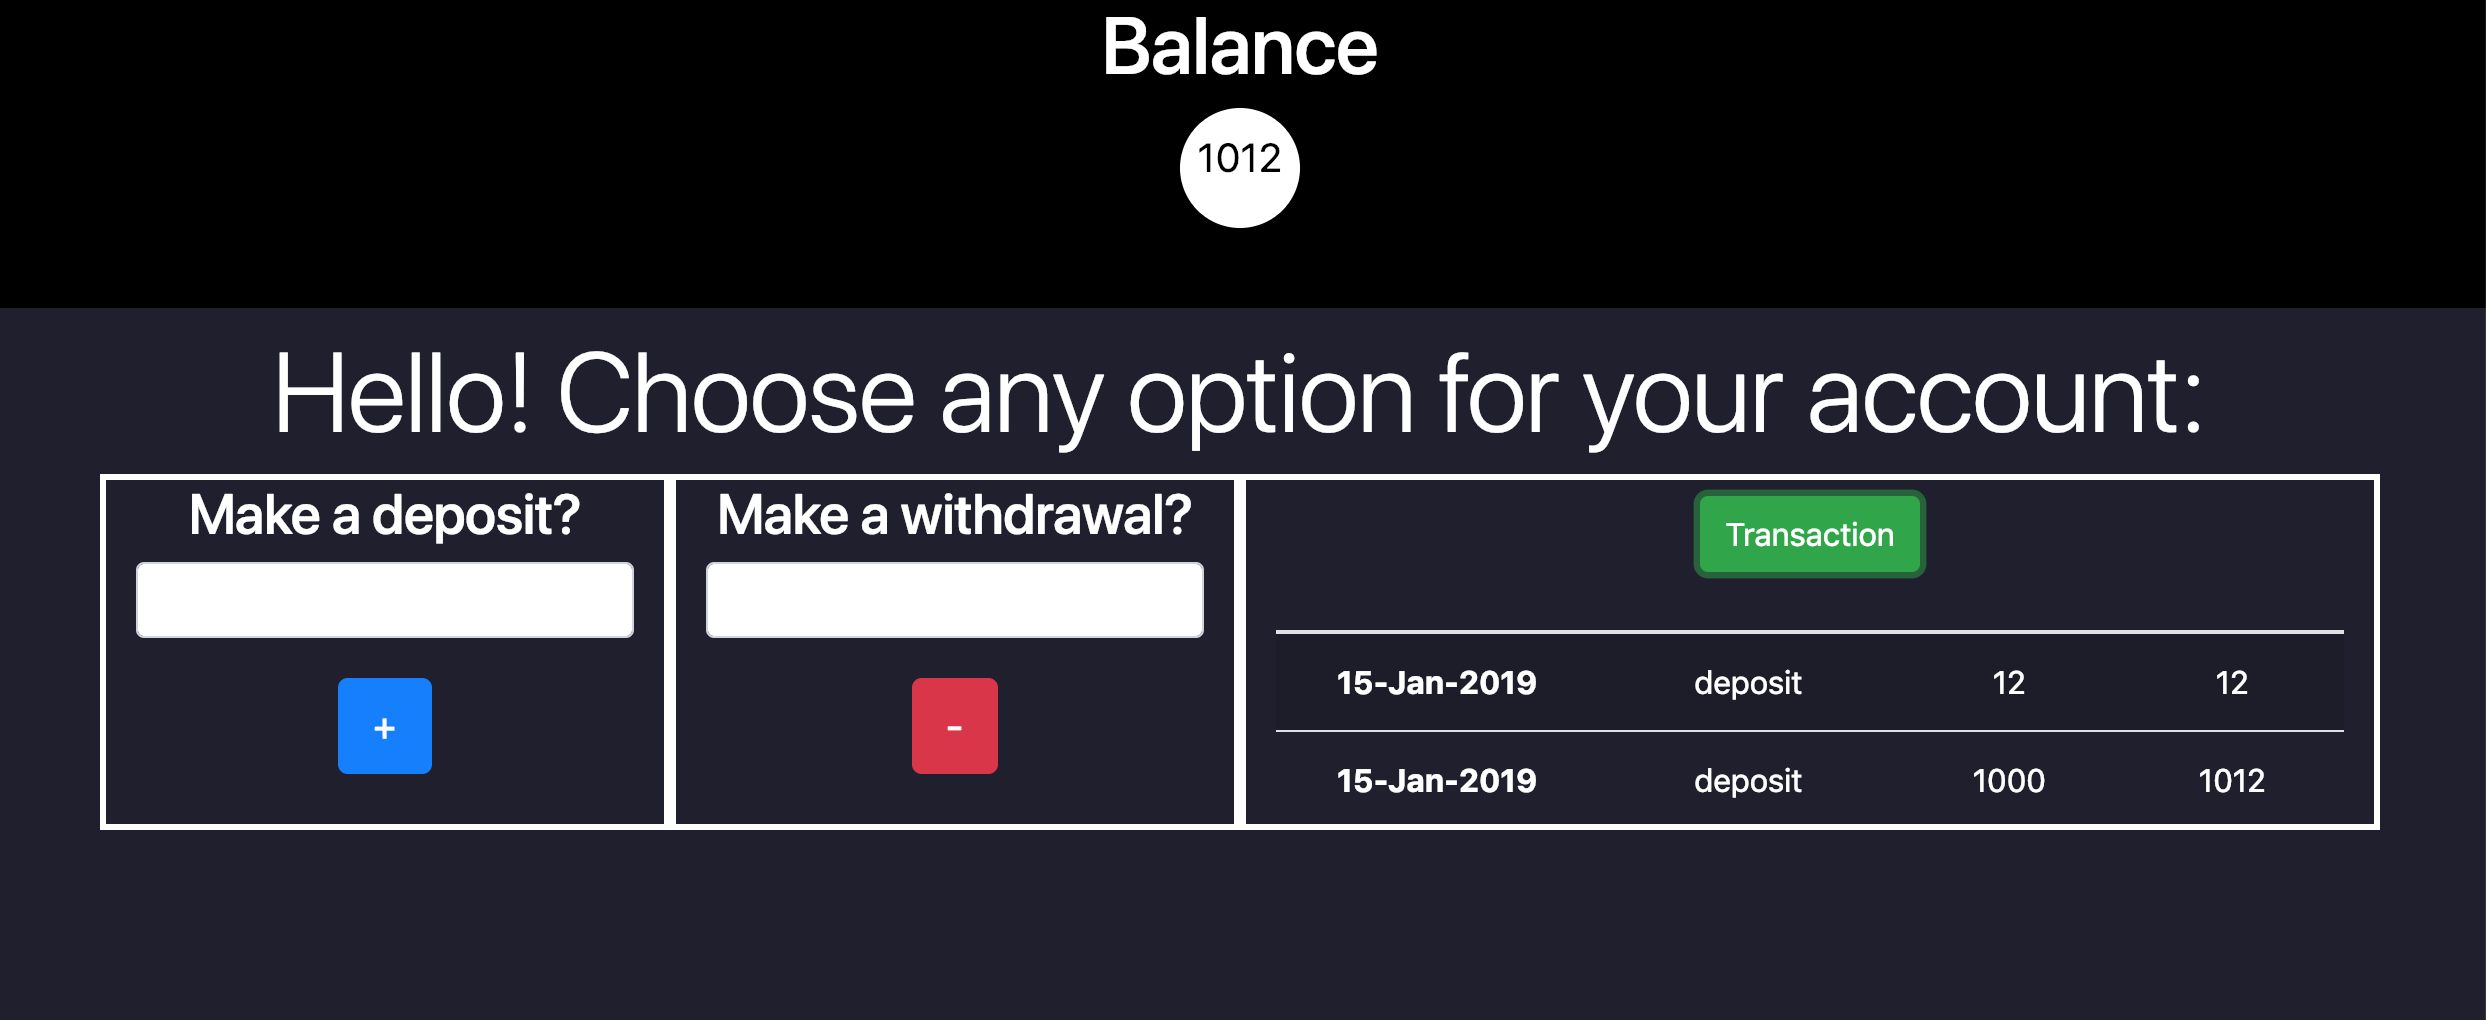 Balance
1012
Hello! Choose any option for your account:
Make a deposit?
+
Make a withdrawal?
-
Transaction
15-Jan-2019 deposit 12 12
15-Jan-2019 deposit 1000 1012